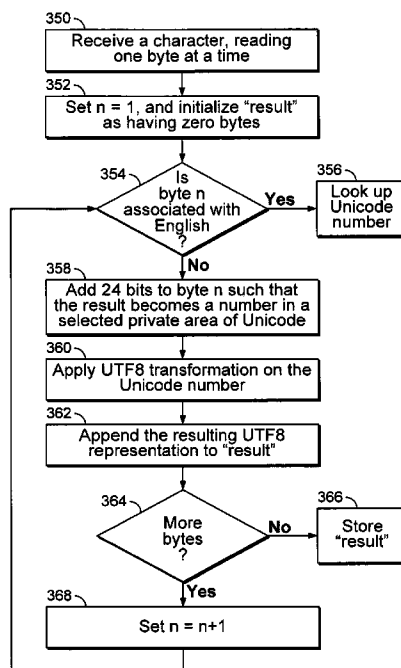 350
Receive a character, reading
one byte at a time
352
Set n = 1, and initialize “result”
as having zero bytes
354
Is
byte n
associated with
English
?
Yes
356
Look up
Unicode
number
No
358
Add 24 bits to byte n such that
the result becomes a number in a
selected private area of Unicode
360
Apply UTF8 transformation on the
Unicode number
362
Append the resulting UTF8
representation to “result”
364
More
bytes
?
No
366
Store
“result”
Yes
368
Set n = n+1